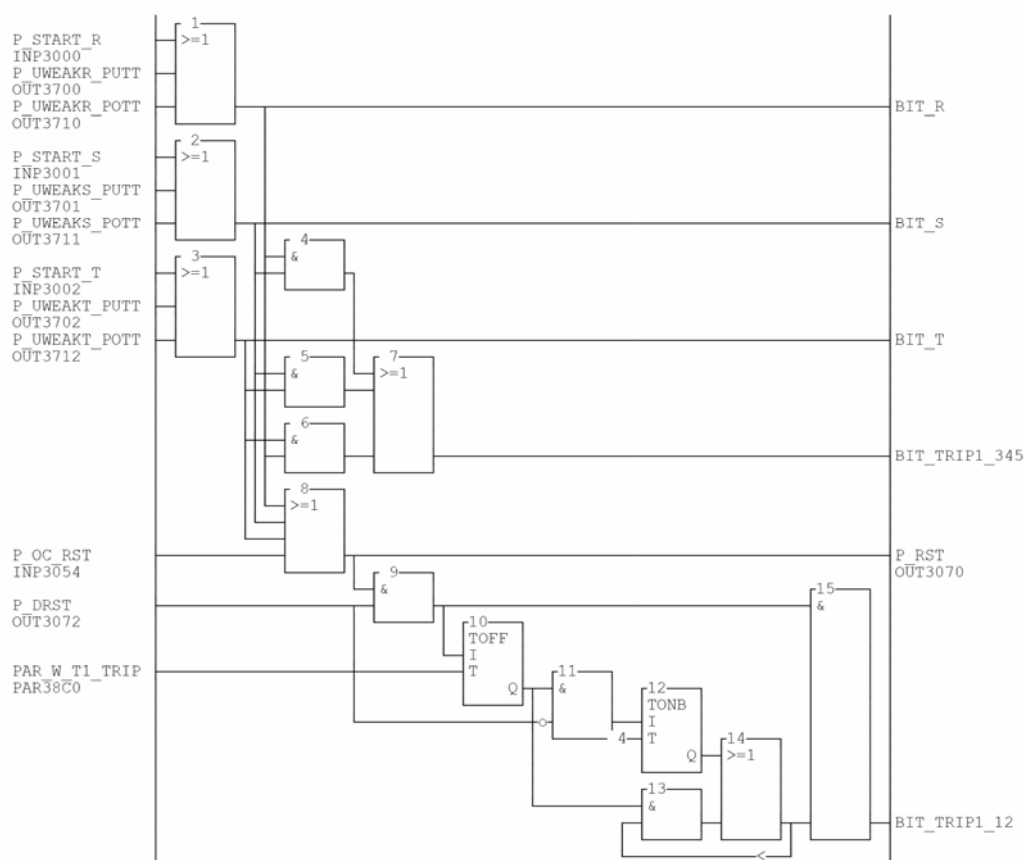 1
P_START_R
>=1
INP3000
P_UWEAKR_PUTT
OUT3700
P_UWEAKR_POTT
BIT_R
OUT3710
2
P_START_S
>=1
INP3001
P_UWEAKS_PUTT
OUT3701
P_UWEAKS_POTT
BIT_S
OUT3711
4
&
3
P_START_T
>=1
INP3002
P_UWEAKT_PUTT
OUT3702
P_UWEAKT_POTT
BIT_T
OUT3712
5
&
7
>=1
6
&
BIT_TRIP1_345
8
>=1
P_OC_RST
P_RST
INP3054
OUT3070
9
&
15
&
P_DRST
OUT3072
10
TOFF
I
PAR_W_T1_TRIP
T
PAR38C0
Q
11
&
12
TONB
I
4
T
Q
14
>=1
13
&
BIT_TRIP1_12
<